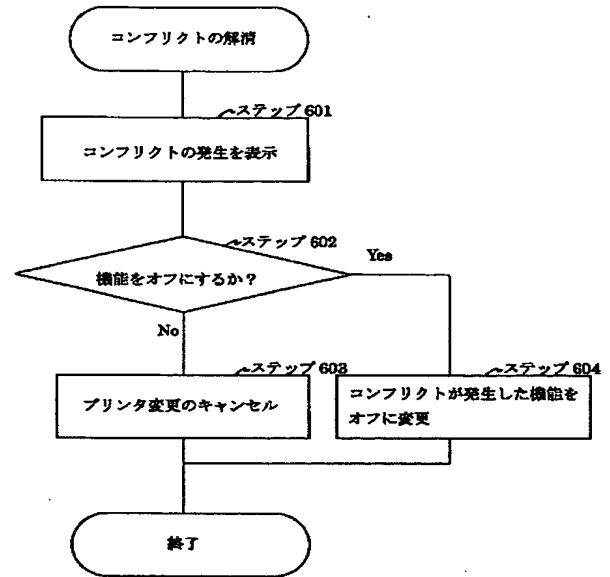 コンフリクトの解消
ステップ 601
コンフリクトの発生を表示
ステップ 602
機能をオフにするか？
Yes
No
ステップ 603
プリンタ変更のキャンセル
ステップ 604
コンフリクトが発生した機能を
オフに変更
終了